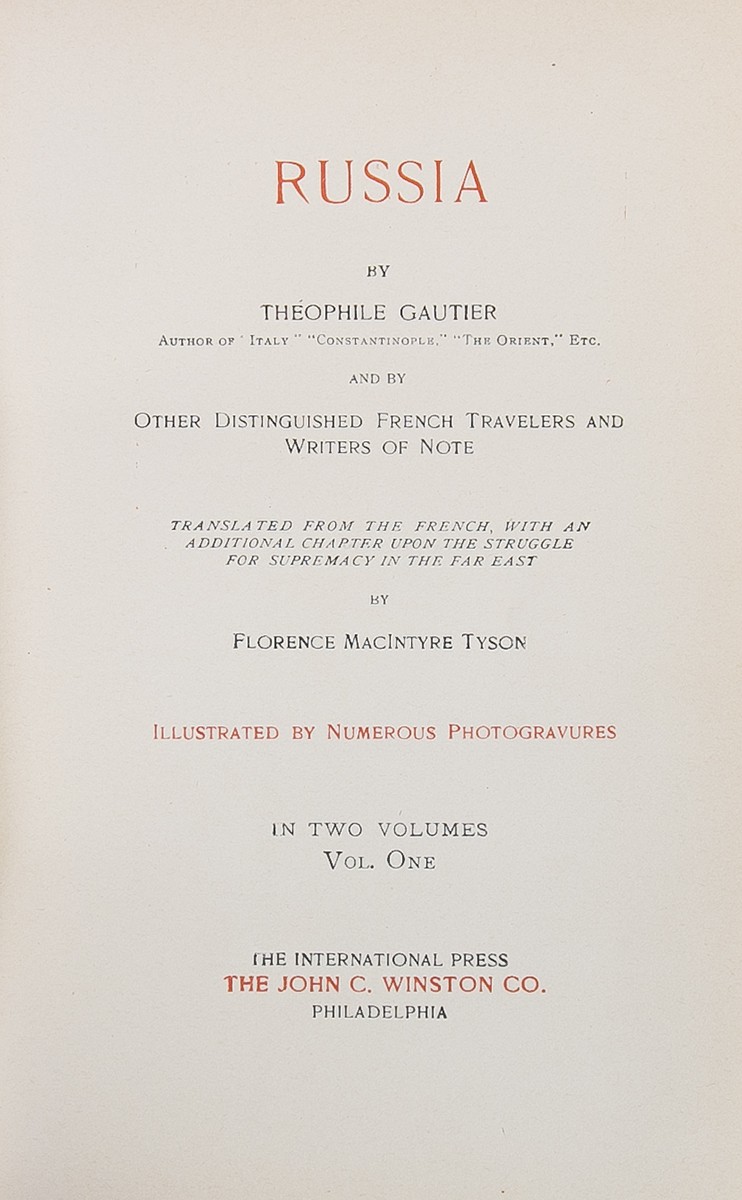 RUSSIA
BY
THÉOPHILE GAUTIER
AUTHOR OF ' ITALY " "CONSTANTINOPLE," "THE ORIENT," ETC.
AND BY
OTHER DISTINGUISHED FRENCH TRAVELERS AND
WRITERS OF NOTE
TRANSLATED FROM THE FRENCH, WITH AN
ADDITIONAL CHAPTER UPON THE STRUGGLE
FOR SUPREMACY IN THE FAR EAST
BY
FLORENCE MACINTYRE TYSON
ILLUSTRATED BY NUMEROUS PHOTOGRAVURES
IN TWO VOLUMES
VOL. ONE
THE INTERNATIONAL PRESS
THE JOHN C. WINSTON CO.
PHILADELPHIA